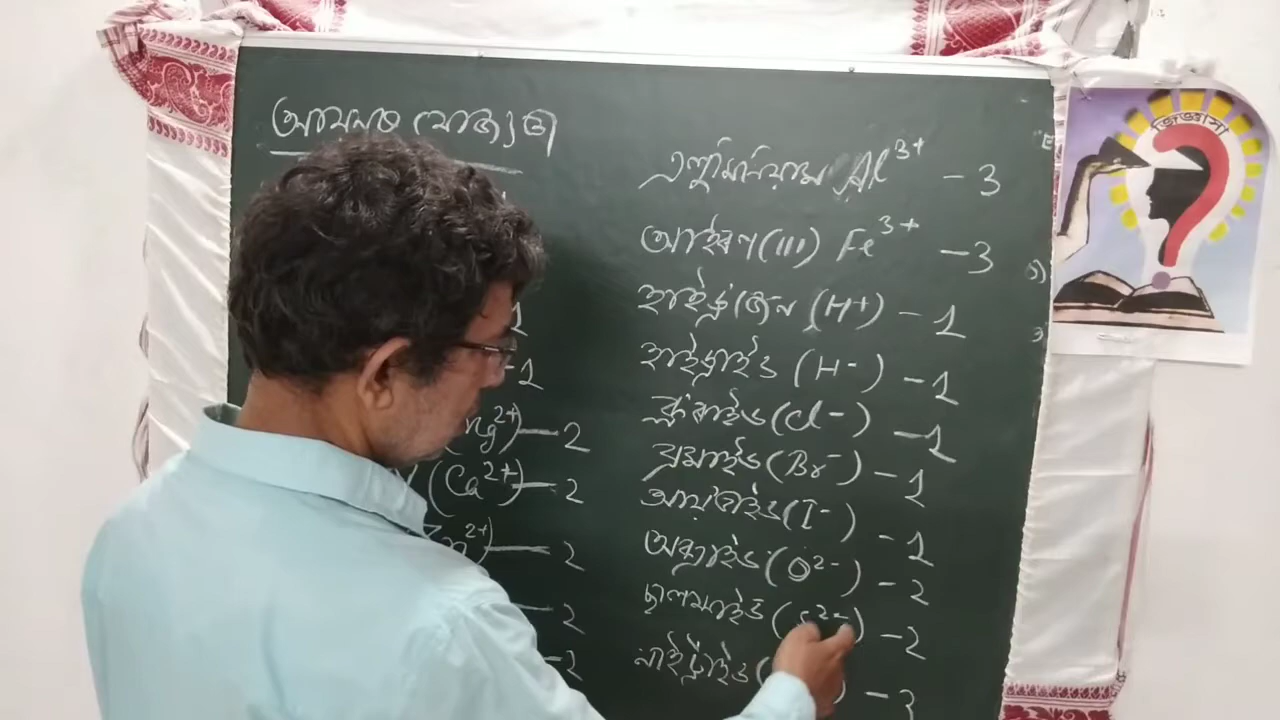 আয়নৰ যোজ্যতা
1
-1
Mg²⁺) — 2
(Ca²⁺) — 2
Zn²⁺) — 2
— 2
— 2
এলুমিনিয়াম Al³⁺ - 3
আইৰণ (III) Fe³⁺ - 3
হাইড্ৰ'জেন (H+) - 1
হাইড্ৰাইড (H-) - 1
ক্ল'ৰাইড (Cl-) - 1
ব্ৰমাইড (Br-) - 1
আয়'ডাইড (I-) - 1
অক্সাইড (O²⁻) - 2
ছালফাইড (S²⁻) - 2
নাইট্ৰাইড ( ) - 3
জিজ্ঞাসা